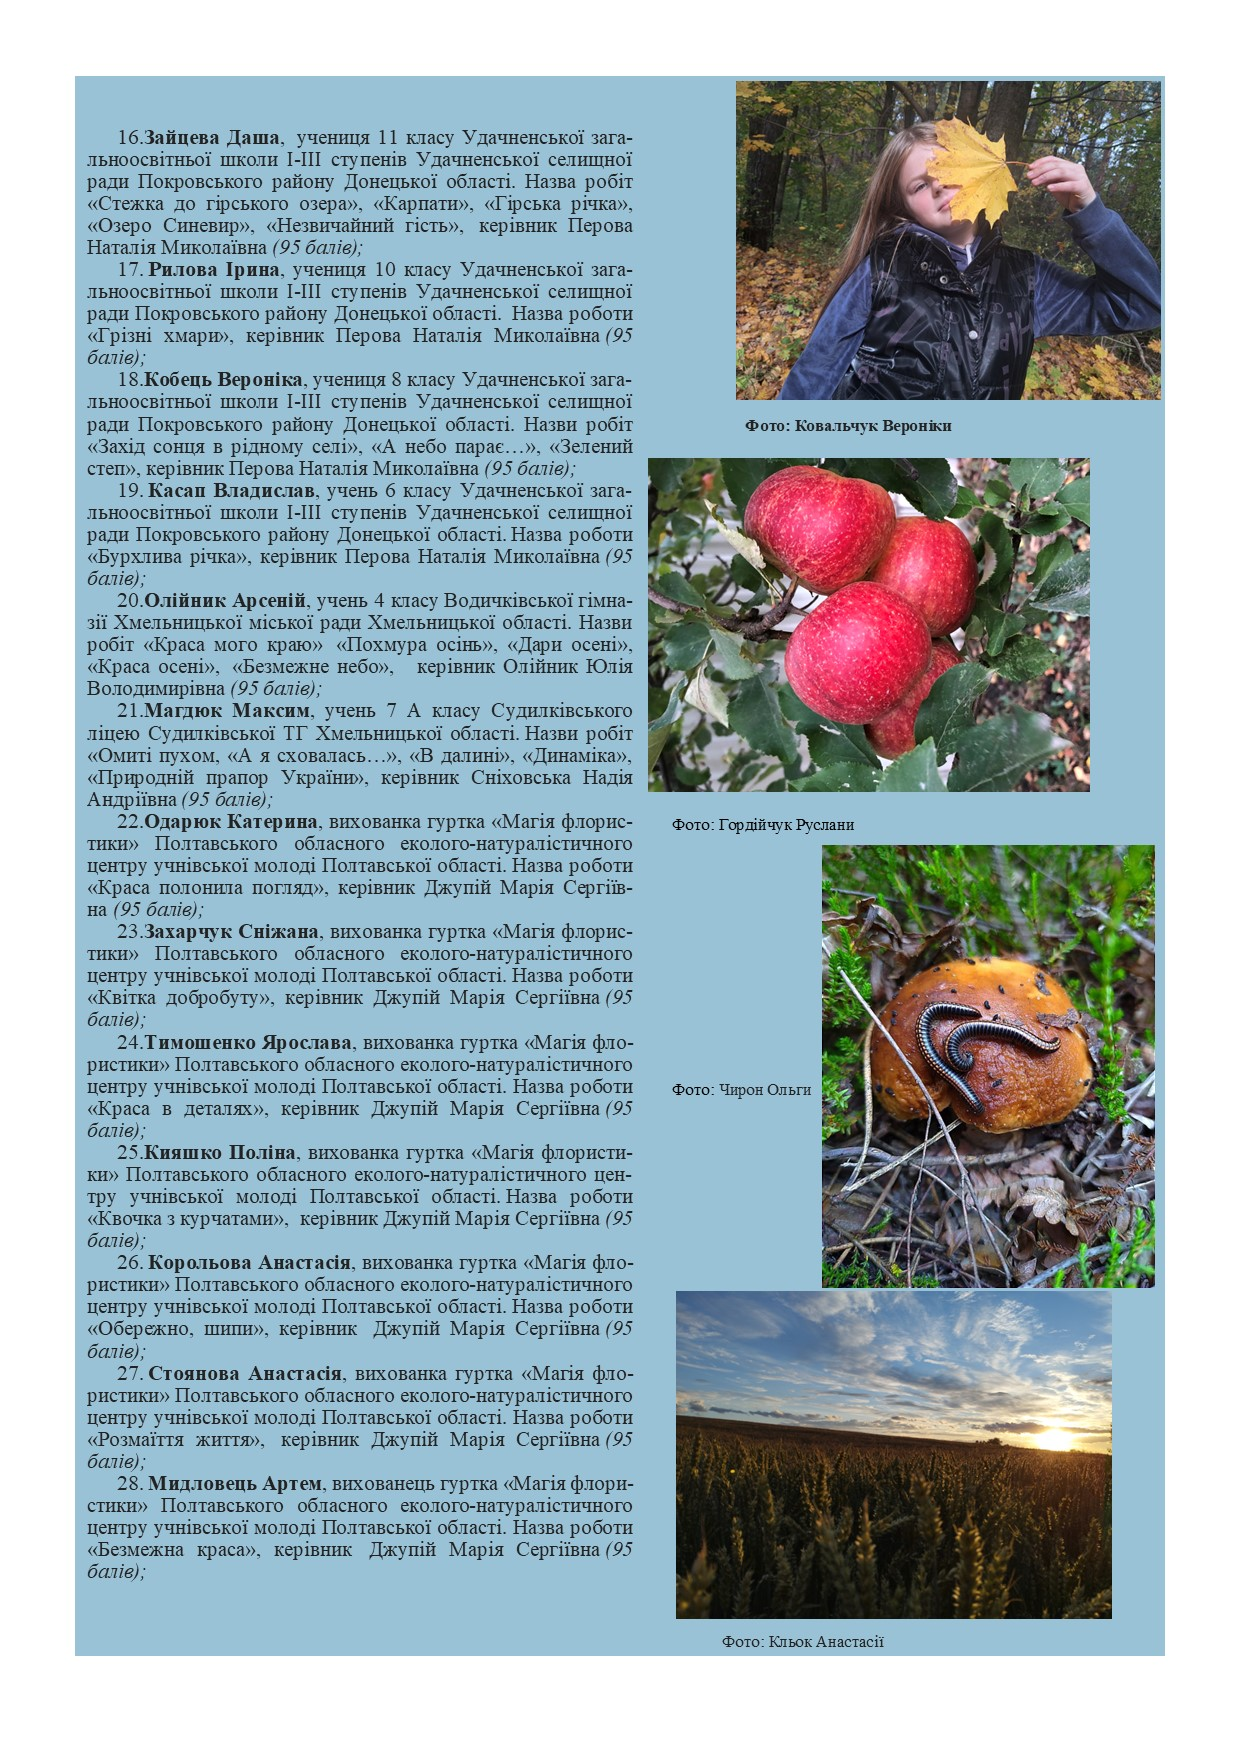 16.Зайцева Даша, учениця 11 класу Удачненської зага-
льноосвітньої школи І-ІІІ ступенів Удачненської селищної
ради Покровського району Донецької області. Назва робіт
«Стежка до гірського озера», «Карпати», «Гірська річка»,
«Озеро Синевир», «Незвичайний гість», керівник Перова
Наталія Миколаївна (95 балів);
17. Рилова Ірина, учениця 10 класу Удачненської зага-
льноосвітньої школи І-ІІІ ступенів Удачненської селищної
ради Покровського району Донецької області. Назва роботи
«Грізні хмари», керівник Перова Наталія Миколаївна (95
балів);
18.Кобець Вероніка, учениця 8 класу Удачненської зага-
льноосвітньої школи І-ІІІ ступенів Удачненської селищної
ради Покровського району Донецької області. Назви робіт
«Захід сонця в рідному селі», «А небо парає…», «Зелений
степ», керівник Перова Наталія Миколаївна (95 балів);
19. Касап Владислав, учень 6 класу Удачненської зага-
льноосвітньої школи І-ІІІ ступенів Удачненської селищної
ради Покровського району Донецької області. Назва роботи
«Бурхлива річка», керівник Перова Наталія Миколаївна (95
балів);
20.Олійник Арсеній, учень 4 класу Водичківської гімна-
зії Хмельницької міської ради Хмельницької області. Назви
робіт «Краса мого краю» «Похмура осінь», «Дари осені»,
«Краса осені», «Безмежне небо», керівник Олійник Юлія
Володимирівна (95 балів);
21.Магдюк Максим, учень 7 А класу Судилківського
ліцею Судилківської ТГ Хмельницької області. Назви робіт
«Омиті пухом, «А я сховалась…», «В далині», «Динаміка»,
«Природній прапор України», керівник Сніховська Надія
Андріївна (95 балів);
22.Одарюк Катерина, вихованка гуртка «Магія флорис-
тики» Полтавського обласного еколого-натуралістичного
центру учнівської молоді Полтавської області. Назва роботи
«Краса полонила погляд», керівник Джупій Марія Сергіїв-
на (95 балів);
23.Захарчук Сніжана, вихованка гуртка «Магія флорис-
тики» Полтавського обласного еколого-натуралістичного
центру учнівської молоді Полтавської області. Назва роботи
«Квітка добробуту», керівник Джупій Марія Сергіївна (95
балів);
24.Тимошенко Ярослава, вихованка гуртка «Магія фло-
ристики» Полтавського обласного еколого-натуралістичного
центру учнівської молоді Полтавської області. Назва роботи
«Краса в деталях», керівник Джупій Марія Сергіївна (95
балів);
25.Кияшко Поліна, вихованка гуртка «Магія флористи-
ки» Полтавського обласного еколого-натуралістичного цен-
тру учнівської молоді Полтавської області. Назва роботи
«Квочка з курчатами», керівник Джупій Марія Сергіївна (95
балів);
26. Корольова Анастасія, вихованка гуртка «Магія фло-
ристики» Полтавського обласного еколого-натуралістичного
центру учнівської молоді Полтавської області. Назва роботи
«Обережно, шипи», керівник Джупій Марія Сергіївна (95
балів);
27. Стоянова Анастасія, вихованка гуртка «Магія фло-
ристики» Полтавського обласного еколого-натуралістичного
центру учнівської молоді Полтавської області. Назва роботи
«Розмаїття життя», керівник Джупій Марія Сергіївна (95
балів);
28. Мидловець Артем, вихованець гуртка «Магія флори-
стики» Полтавського обласного еколого-натуралістичного
центру учнівської молоді Полтавської області. Назва роботи
«Безмежна краса», керівник Джупій Марія Сергіївна (95
балів);
Фото: Ковальчук Вероніки
Фото: Гордійчук Руслани
Фото: Чирон Ольги
Фото: Кльок Анастасії